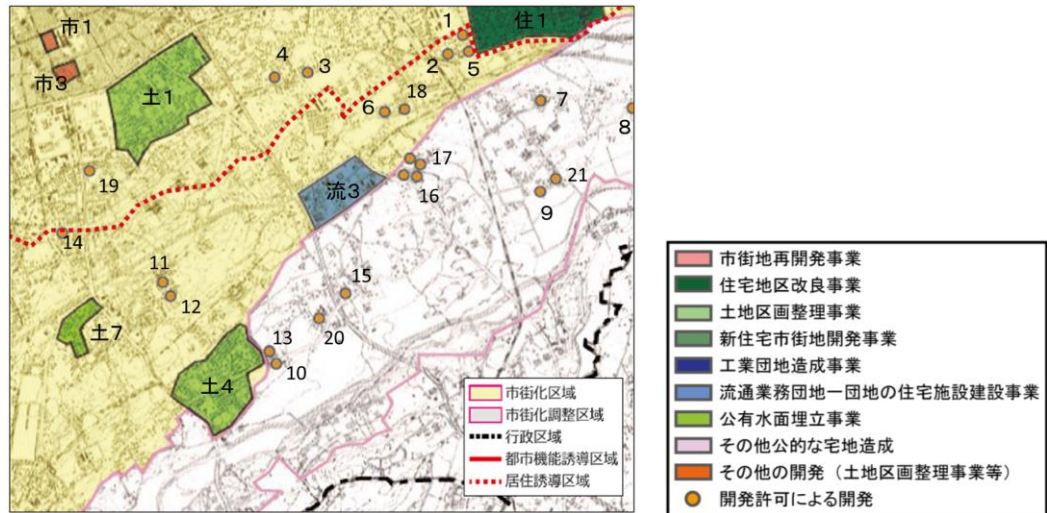 市1
住1
1
4
3
2
5
市3
土1
18
6
7
8
17
19
流3
16
21
9
14
11
15
12
土7
20
13
土4
10
市街化区域
市街化調整区域
行政区域
都市機能誘導区域
居住誘導区域
市街地再開発事業
住宅地区改良事業
土地区画整理事業
新住宅市街地開発事業
工業団地造成事業
流通業務団地一団地の住宅施設建設事業
公有水面埋立事業
その他公的な宅地造成
その他の開発（土地区画整理事業等）
開発許可による開発